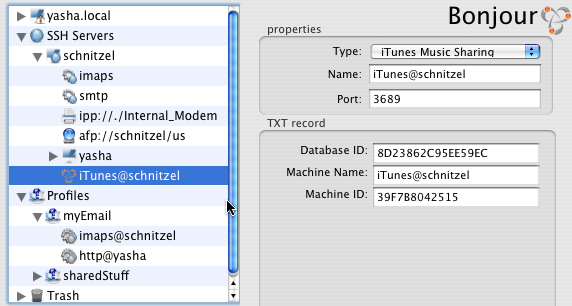 yasha.local
SSH Servers
schnitzel
imaps
smtp
ipp://./Internal_Modem
afp://schnitzel/us
yasha
iTunes@schnitzel
Profiles
myEmail
imaps@schnitzel
http@yasha
sharedStuff
Trash
Bonjour
properties
Type: iTunes Music Sharing
Name: iTunes@schnitzel
Port: 3689
TXT record
Database ID: 8D23862C95EE59EC
Machine Name: iTunes@schnitzel
Machine ID: 39F7B8042515